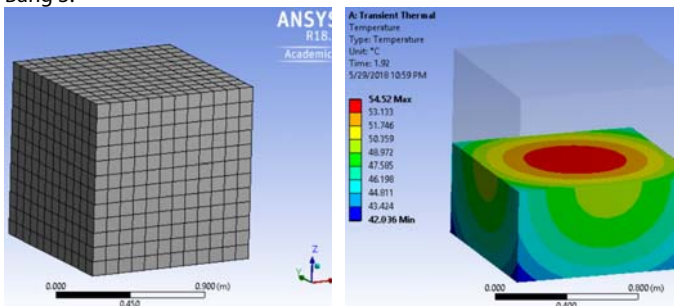 ANSYS
R18.
Academic
0.000
0.900 (m)
0.450
Z
Y
A: Transient Thermal
Temperature
Type: Temperature
Unit: °C
Time: 1.92
5/29/2018 10:59 PM
54.52 Max
53.133
51.746
50.359
48.972
47.585
46.198
44.811
43.424
42.036 Min
0.000
0.800 (m)
0.400